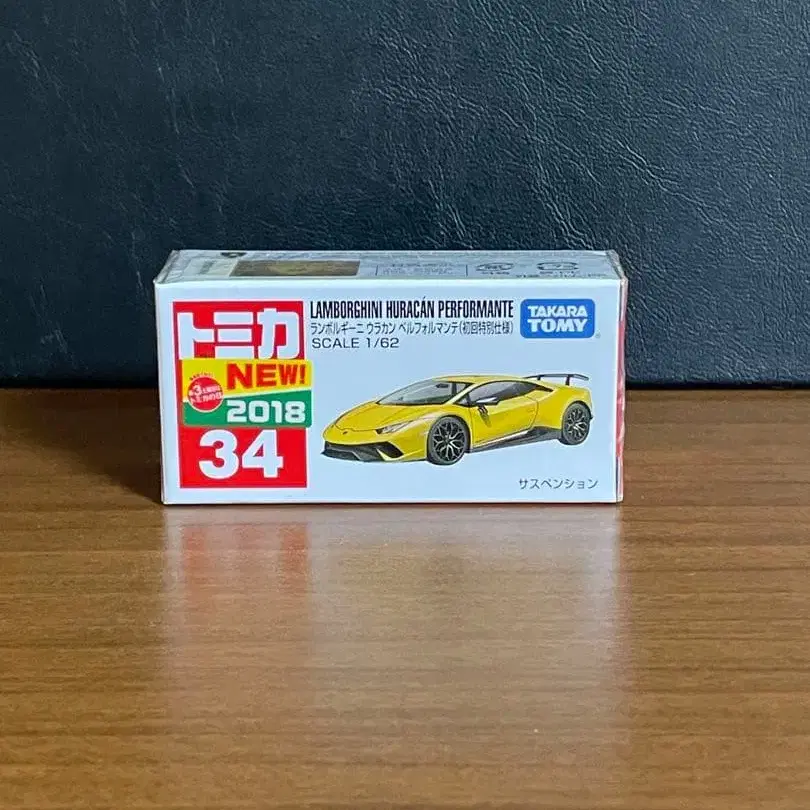 トミカ
LAMBORGHINI HURACÁN PERFORMANTE
ランボルギーニ ウラカン ペルフォルマンテ(初回特別仕様)
SCALE 1/62
TAKARA
TOMY
NEW!
2018
34
サスペンション